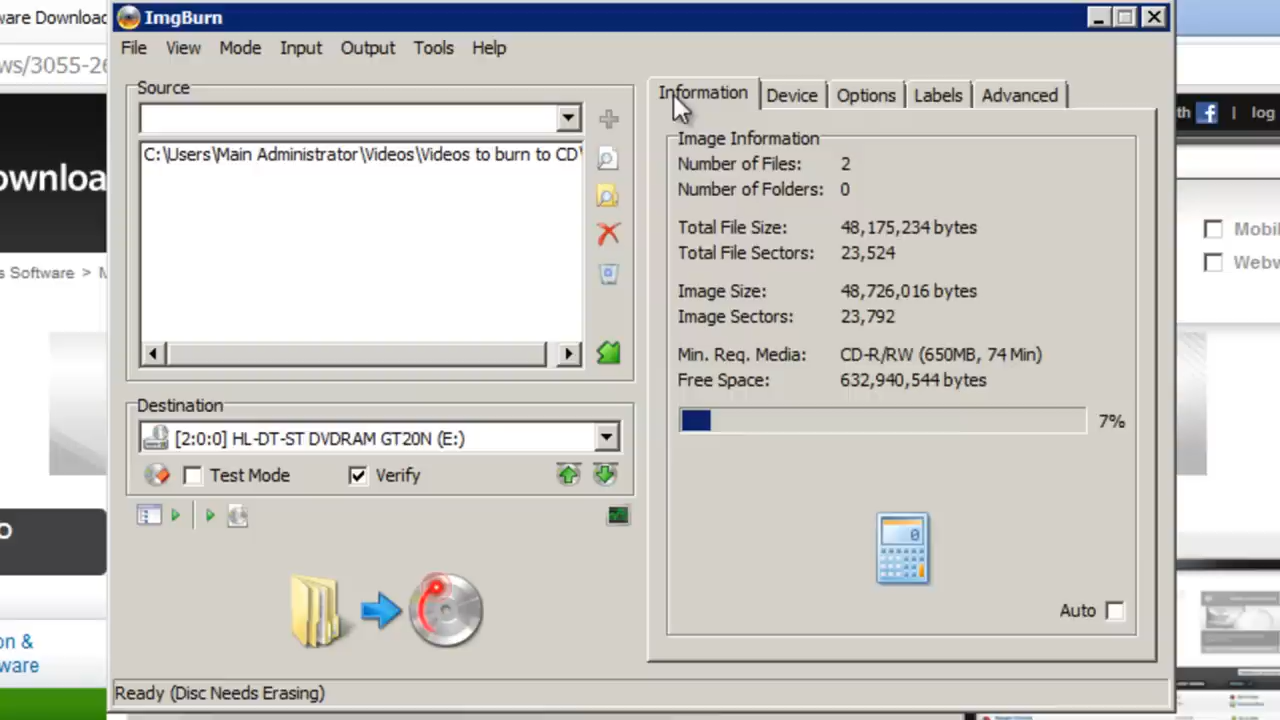 ware Download
ImgBurn
File View Mode Input Output Tools Help
ws/3055-26
th | log
Source
Information Device Options Labels Advanced
C:\Users\Main Administrator\Videos\Videos to burn to CD\
Image Information
Number of Files: 2
Number of Folders: 0
ownloa
Total File Size: 48,175,234 bytes
Total File Sectors: 23,524
Mobil
Webw
s Software > M
Image Size: 48,726,016 bytes
Image Sectors: 23,792
Min. Req. Media: CD-R/RW (650MB, 74 Min)
Free Space: 632,940,544 bytes
7%
Destination
[2:0:0] HL-DT-ST DVDRAM GT20N (E:)
Test Mode Verify
O
0
Auto
on &
ware
Ready (Disc Needs Erasing)